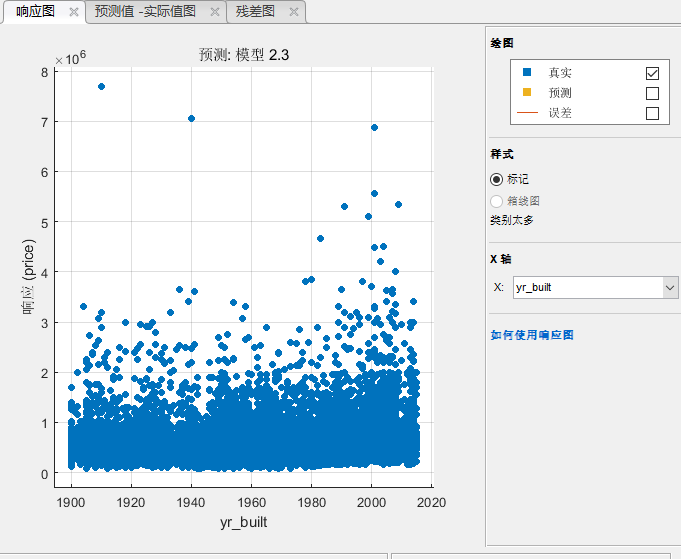 响应图
预测值 -实际值图
残差图
预测: 模型 2.3
×10⁶
8
7
6
5
4
3
2
1
0
响应 (price)
1900 1920 1940 1960 1980 2000 2020
yr_built
绘图
真实
预测
误差
样式
标记
箱线图
类别太多
X 轴
X: yr_built
如何使用响应图